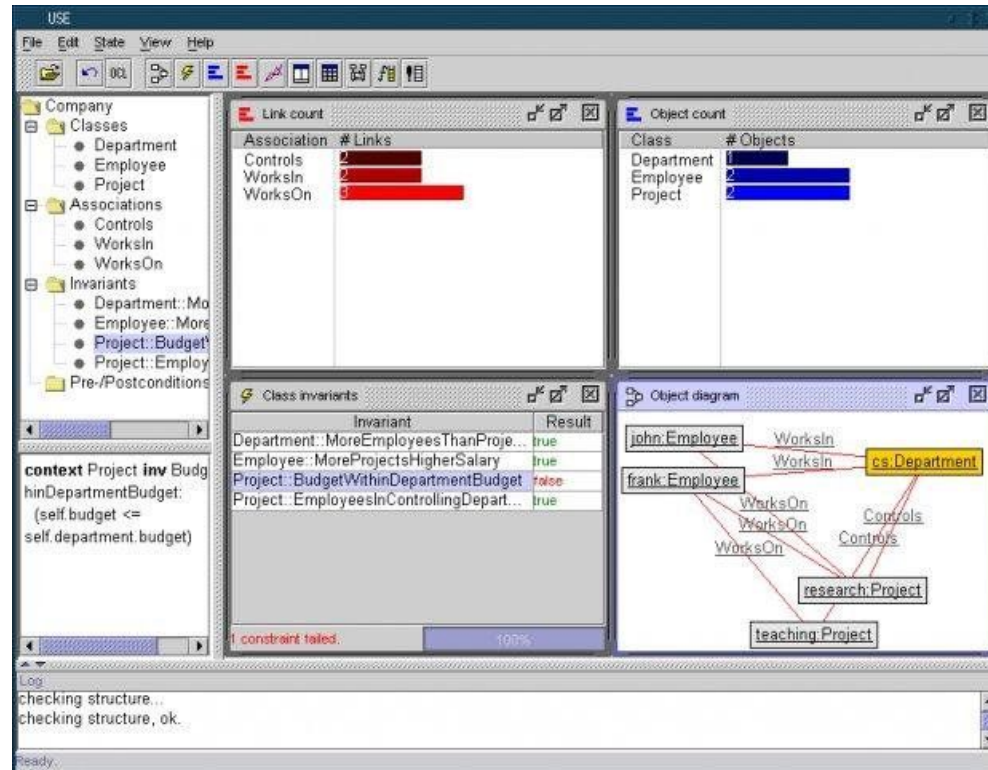 USE
File Edit State View Help
OCL
Company
Classes
Department
Employee
Project
Associations
Controls
WorksIn
WorksOn
Invariants
Department::Mo
Employee::More
Project::Budget
Project::Employ
Pre-/Postconditions
context Project inv Budg
hinDepartmentBudget:
(self.budget <=
self.department.budget)
Link count
Association # Links
Controls 2
WorksIn 2
WorksOn 3
Object count
Class # Objects
Department 1
Employee 2
Project 2
Class invariants
Invariant Result
Department::MoreEmployeesThanProje... true
Employee::MoreProjectsHigherSalary true
Project::BudgetWithinDepartmentBudget false
Project::EmployeesInControllingDepart... true
1 constraint failed. 100%
Object diagram
john:Employee WorksIn
WorksIn cs:Department
frank:Employee
WorksOn
WorksOn Controls
WorksOn Controls
research:Project
teaching:Project
Log
checking structure...
checking structure, ok.
Ready.